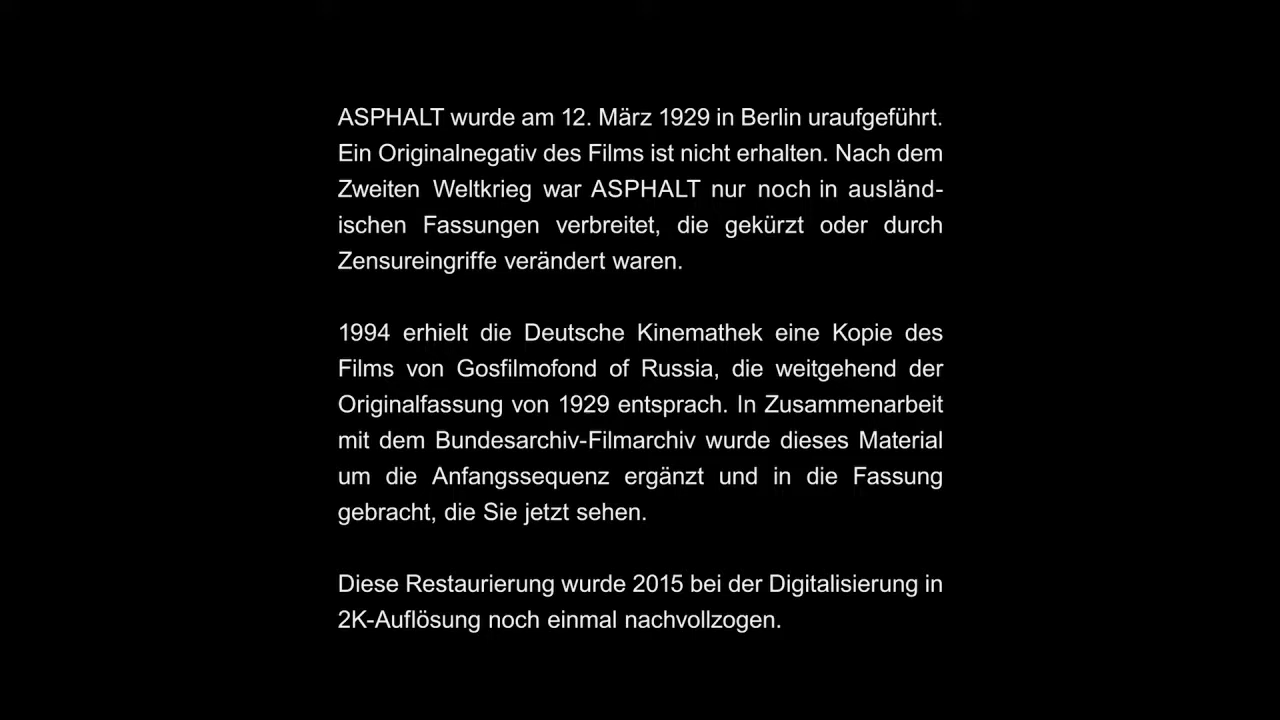 ASPHALT wurde am 12. März 1929 in Berlin uraufgeführt.
Ein Originalnegativ des Films ist nicht erhalten. Nach dem
Zweiten Weltkrieg war ASPHALT nur noch in ausländ-
ischen Fassungen verbreitet, die gekürzt oder durch
Zensureingriffe verändert waren.
1994 erhielt die Deutsche Kinemathek eine Kopie des
Films von Gosfilmofond of Russia, die weitgehend der
Originalfassung von 1929 entsprach. In Zusammenarbeit
mit dem Bundesarchiv-Filmarchiv wurde dieses Material
um die Anfangssequenz ergänzt und in die Fassung
gebracht, die Sie jetzt sehen.
Diese Restaurierung wurde 2015 bei der Digitalisierung in
2K-Auflösung noch einmal nachvollzogen.